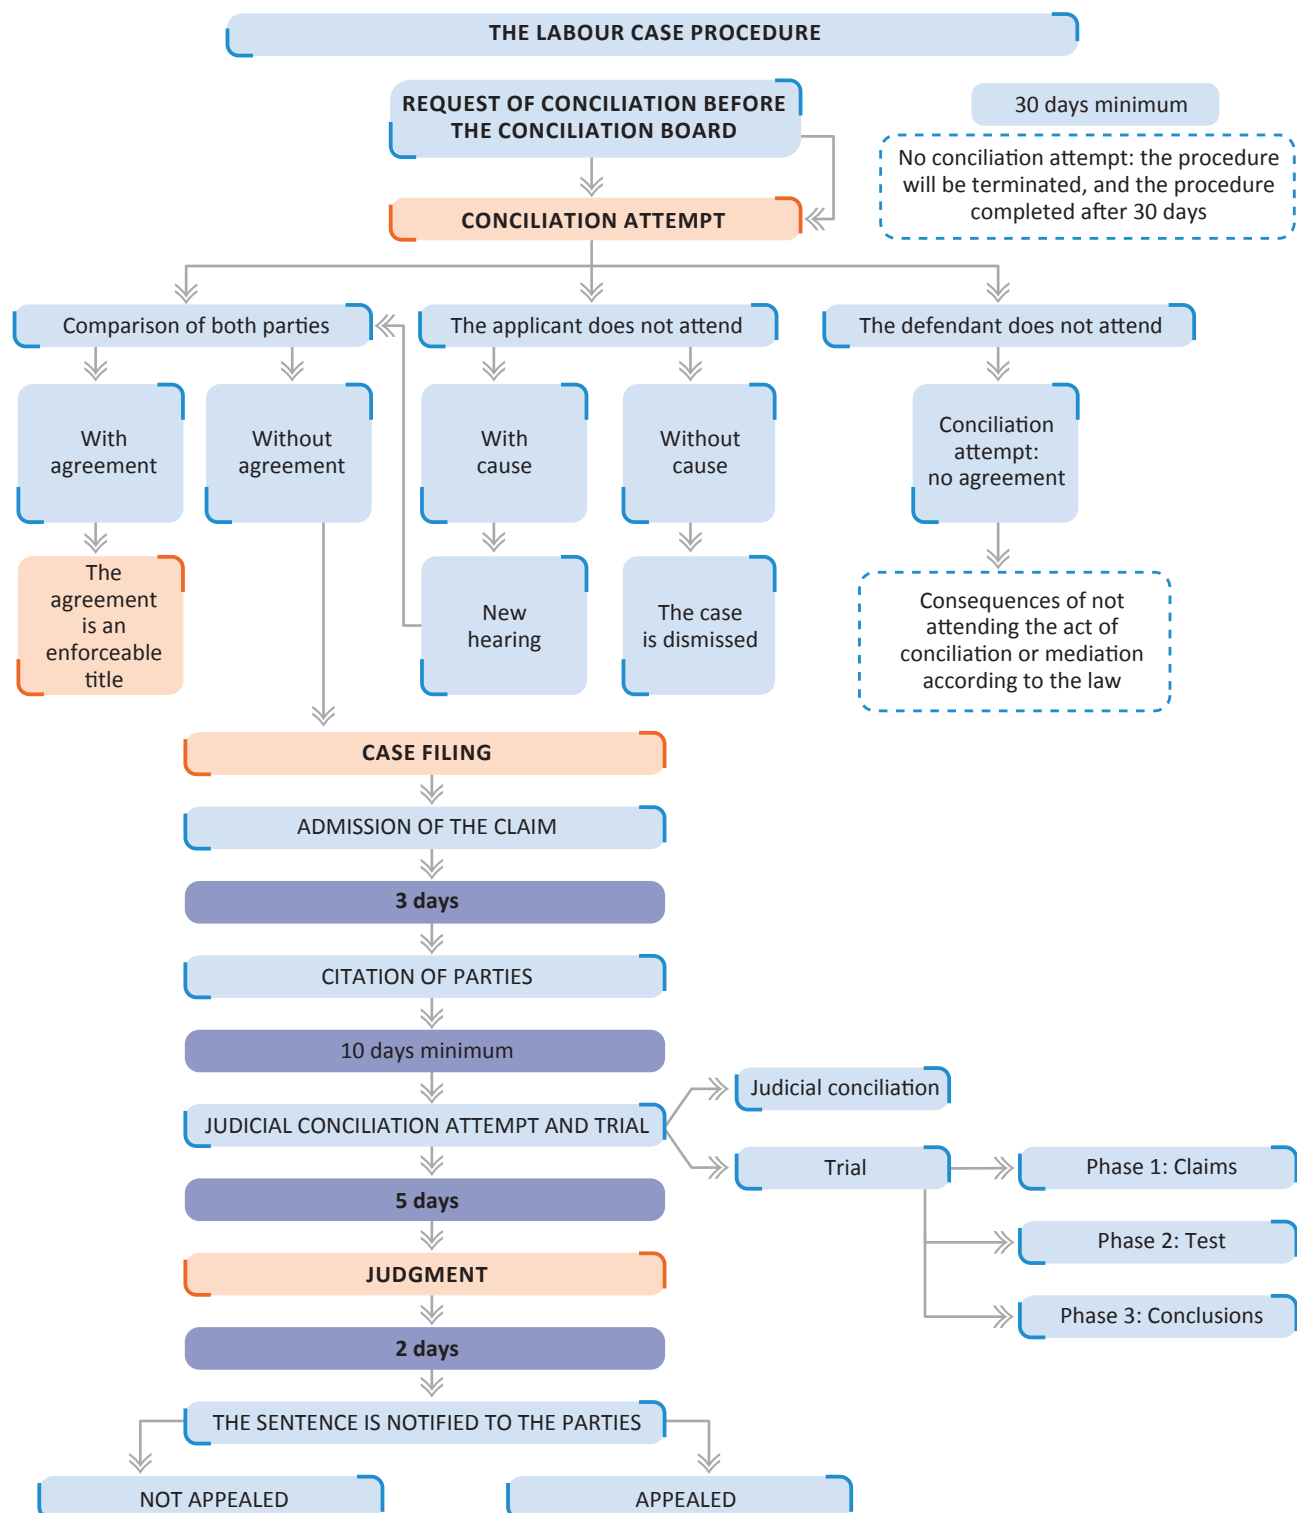 THE LABOUR CASE PROCEDURE
REQUEST OF CONCILIATION BEFORE
THE CONCILIATION BOARD
30 days minimum
No conciliation attempt: the procedure
will be terminated, and the procedure
completed after 30 days
CONCILIATION ATTEMPT
Comparison of both parties
The applicant does not attend
The defendant does not attend
With
agreement
Without
agreement
With
cause
Without
cause
Conciliation
attempt:
no agreement
The
agreement
is an
enforceable
title
New
hearing
The case
is dismissed
Consequences of not
attending the act of
conciliation or mediation
according to the law
CASE FILING
ADMISSION OF THE CLAIM
3 days
CITATION OF PARTIES
10 days minimum
JUDICIAL CONCILIATION ATTEMPT AND TRIAL
Judicial conciliation
Trial
Phase 1: Claims
Phase 2: Test
Phase 3: Conclusions
5 days
JUDGMENT
2 days
THE SENTENCE IS NOTIFIED TO THE PARTIES
NOT APPEALED
APPEALED